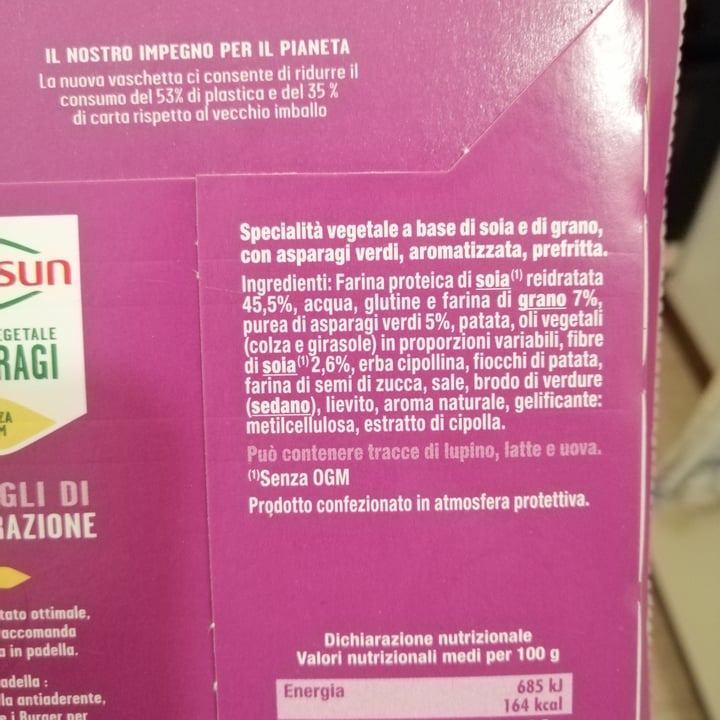 IL NOSTRO IMPEGNO PER IL PIANETA
La nuova vaschetta ci consente di ridurre il
consumo del 53% di plastica e del 35 %
di carta rispetto al vecchio imballo
sun
EGETALE
RAGI
ZA
M
GLI DI
RAZIONE
tato ottimale,
accomanda
a in padella.
adella :
lla antiaderente,
e i Burger per
Specialità vegetale a base di soia e di grano,
con asparagi verdi, aromatizzata, prefritta.
Ingredienti: Farina proteica di soia(1) reidratata
45,5%, acqua, glutine e farina di grano 7%,
purea di asparagi verdi 5%, patata, oli vegetali
(colza e girasole) in proporzioni variabili, fibre
di soia(1) 2,6%, erba cipollina, fiocchi di patata,
farina di semi di zucca, sale, brodo di verdure
(sedano), lievito, aroma naturale, gelificante:
metilcellulosa, estratto di cipolla.
Può contenere tracce di lupino, latte e uova.
(1)Senza OGM
Prodotto confezionato in atmosfera protettiva.
Dichiarazione nutrizionale
Valori nutrizionali medi per 100 g
Energia 685 kJ
164 kcal